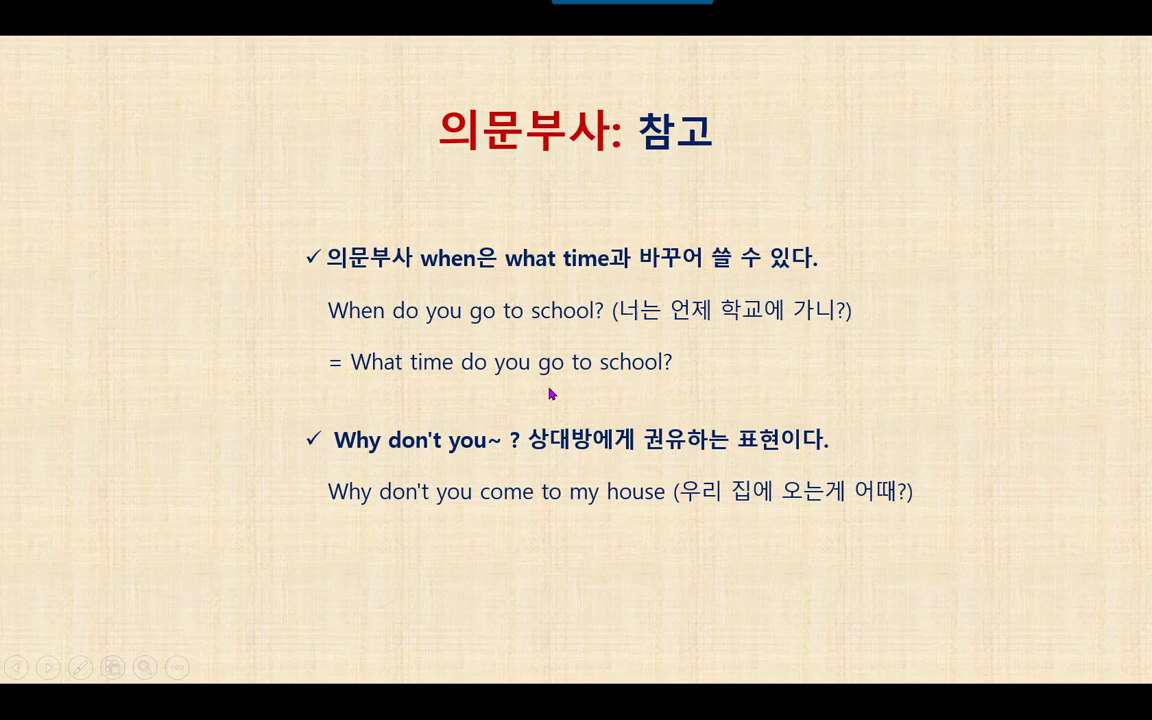 의문부사: 참고
✓ 의문부사 when은 what time과 바꾸어 쓸 수 있다.
When do you go to school? (너는 언제 학교에 가니?)
= What time do you go to school?
✓ Why don't you~ ? 상대방에게 권유하는 표현이다.
Why don't you come to my house (우리 집에 오는게 어때?)